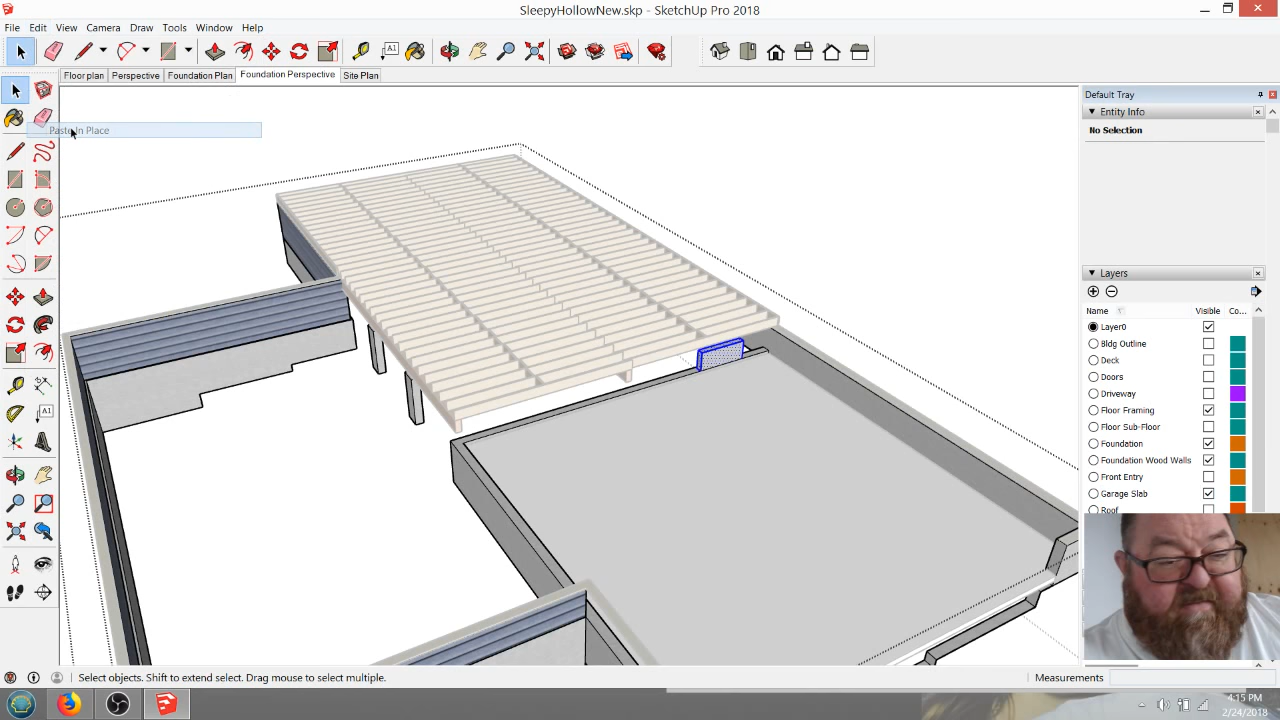 SleepyHollowNew.skp - SketchUp Pro 2018
File Edit View Camera Draw Tools Window Help
Floor plan Perspective Foundation Plan Foundation Perspective Site Plan
Default Tray
Entity Info
Paste In Place
No Selection
Layers
Name Visible Co...
Layer0
Bldg Outline
Deck
Doors
Driveway
Floor Framing
Floor Sub-Floor
Foundation
Foundation Wood Walls
Front Entry
Garage Slab
Roof
Select objects. Shift to extend select. Drag mouse to select multiple.
Measurements
4:15 PM
2/24/2018